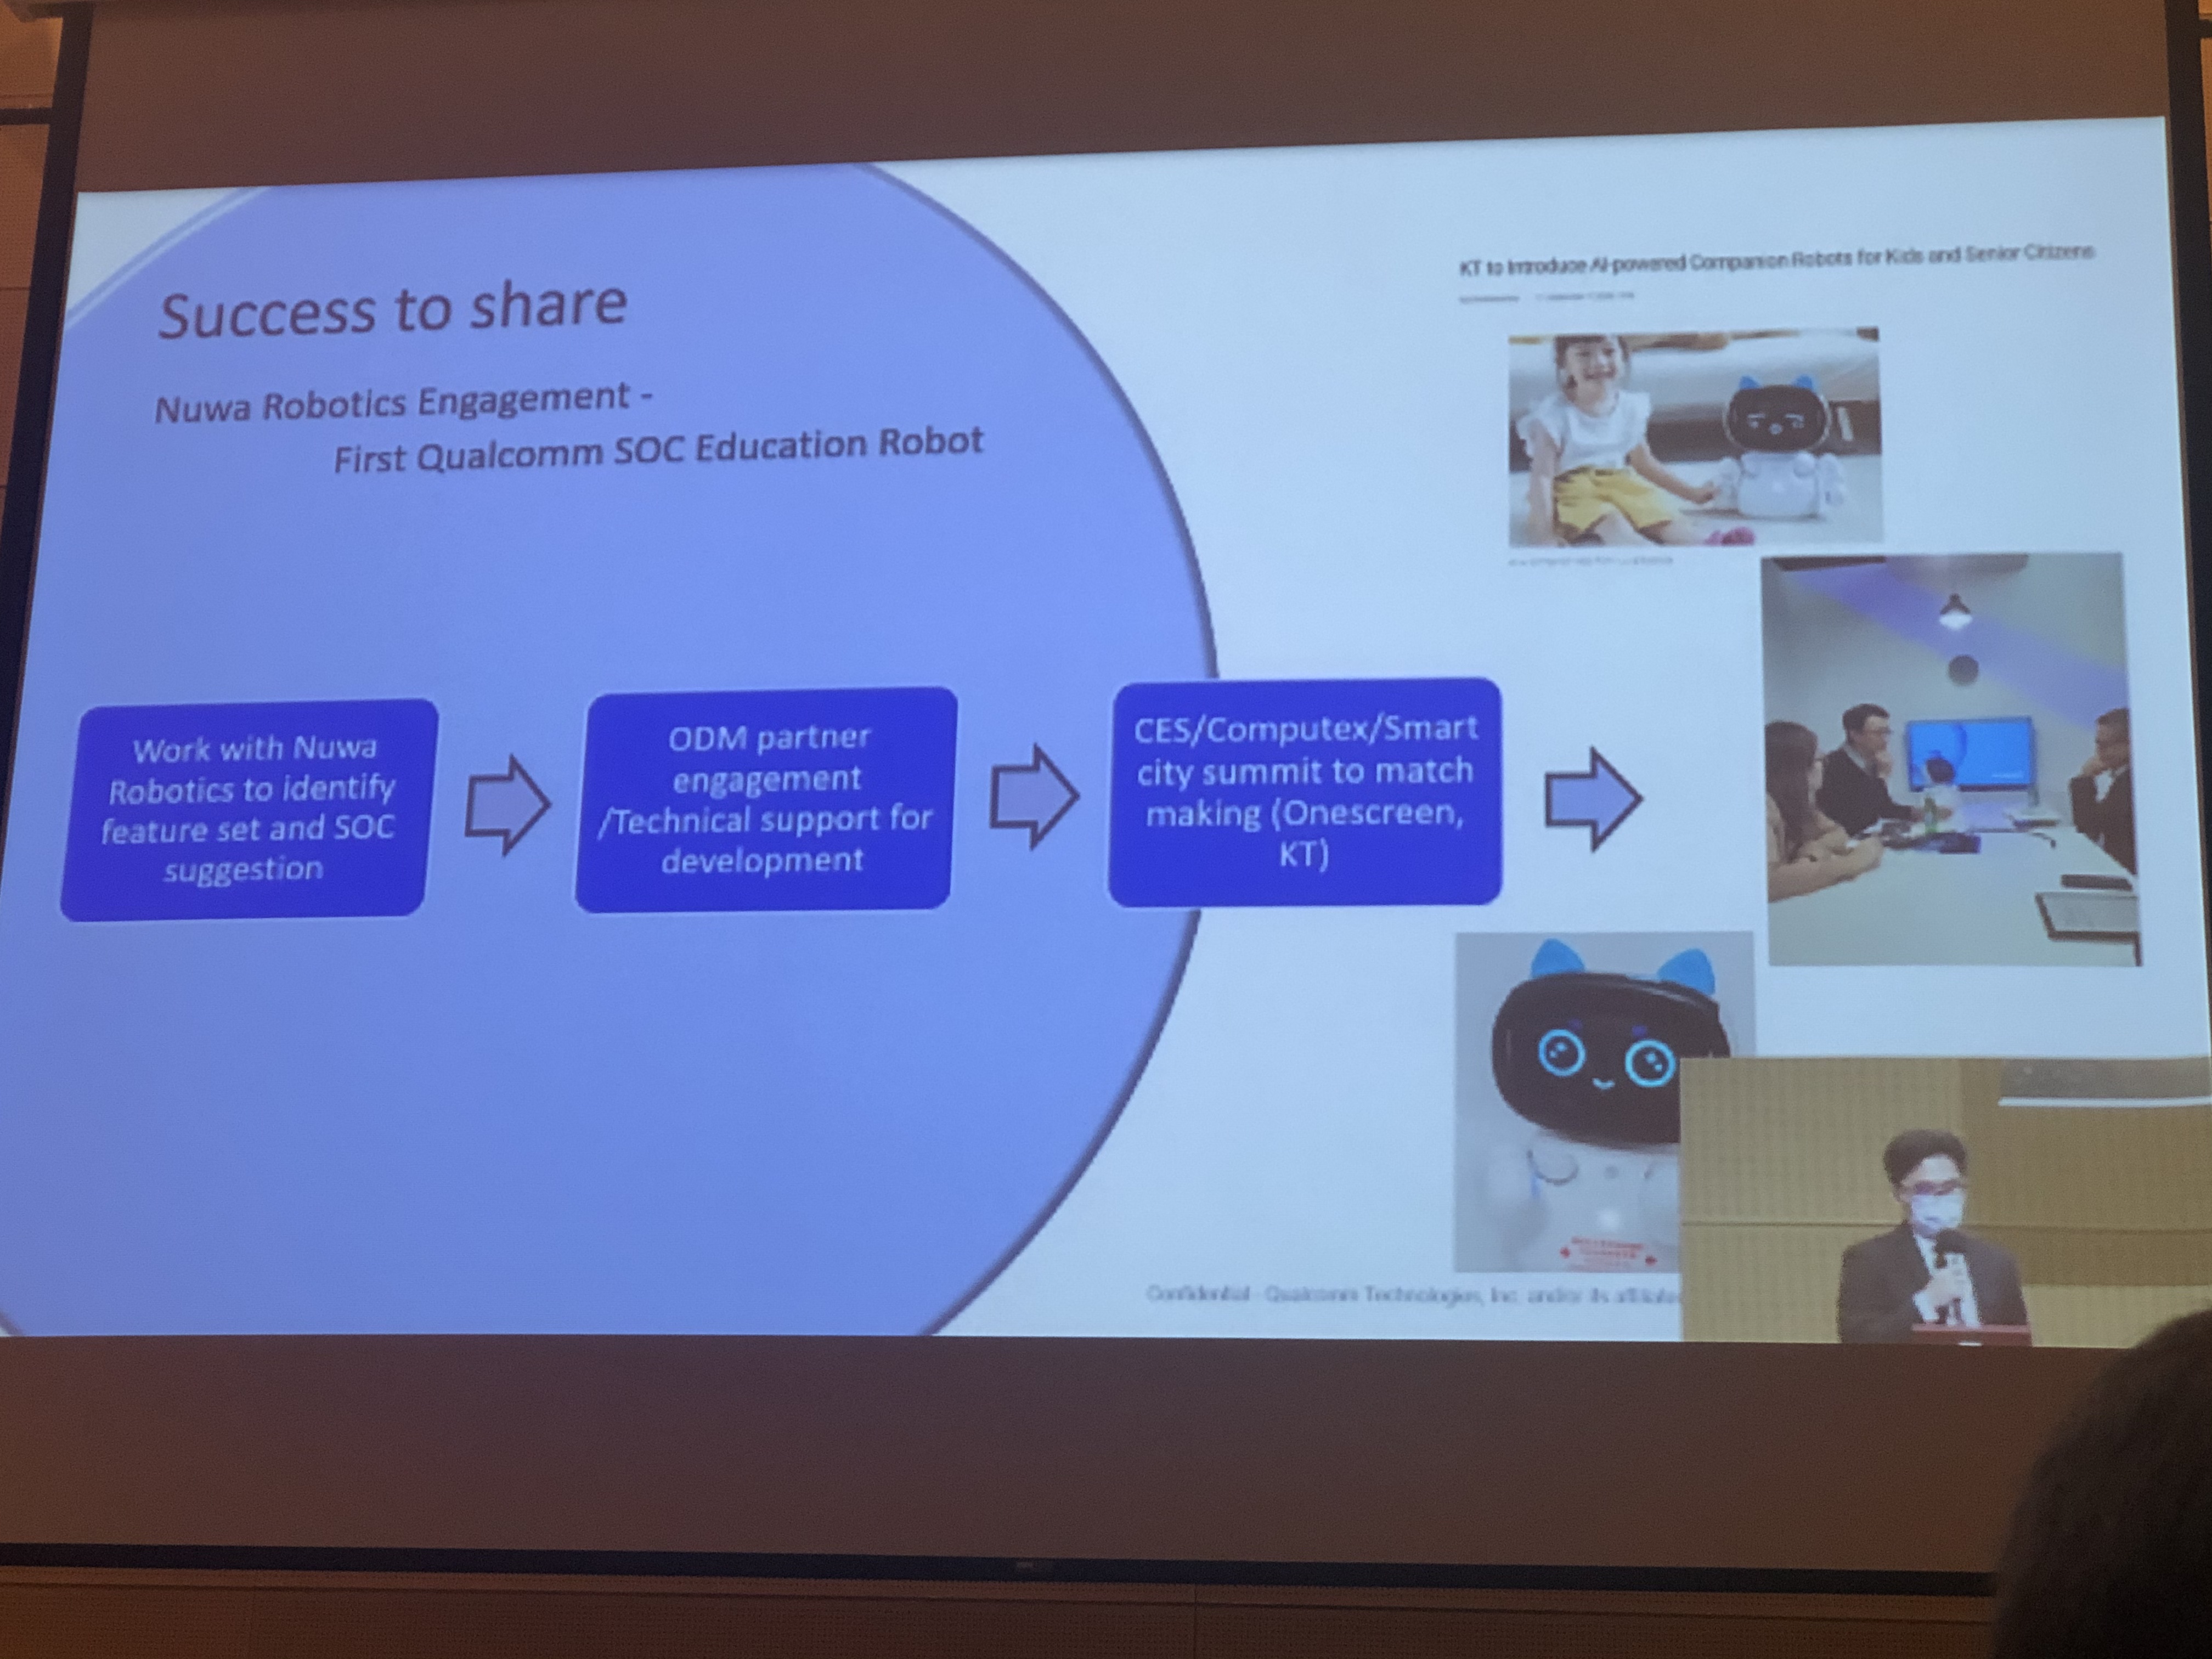 Success to share
Nuwa Robotics Engagement -
First Qualcomm SOC Education Robot
Work with Nuwa
Robotics to identify
feature set and SOC
suggestion
ODM partner
engagement
/Technical support for
development
CES/Computex/Smart
city summit to match
making (Onescreen,
KT)
KT to Introduce AI-powered Companion Robots for Kids and Senior Citizens
Confidential - Qualcomm Technologies, Inc. and/or its affiliate